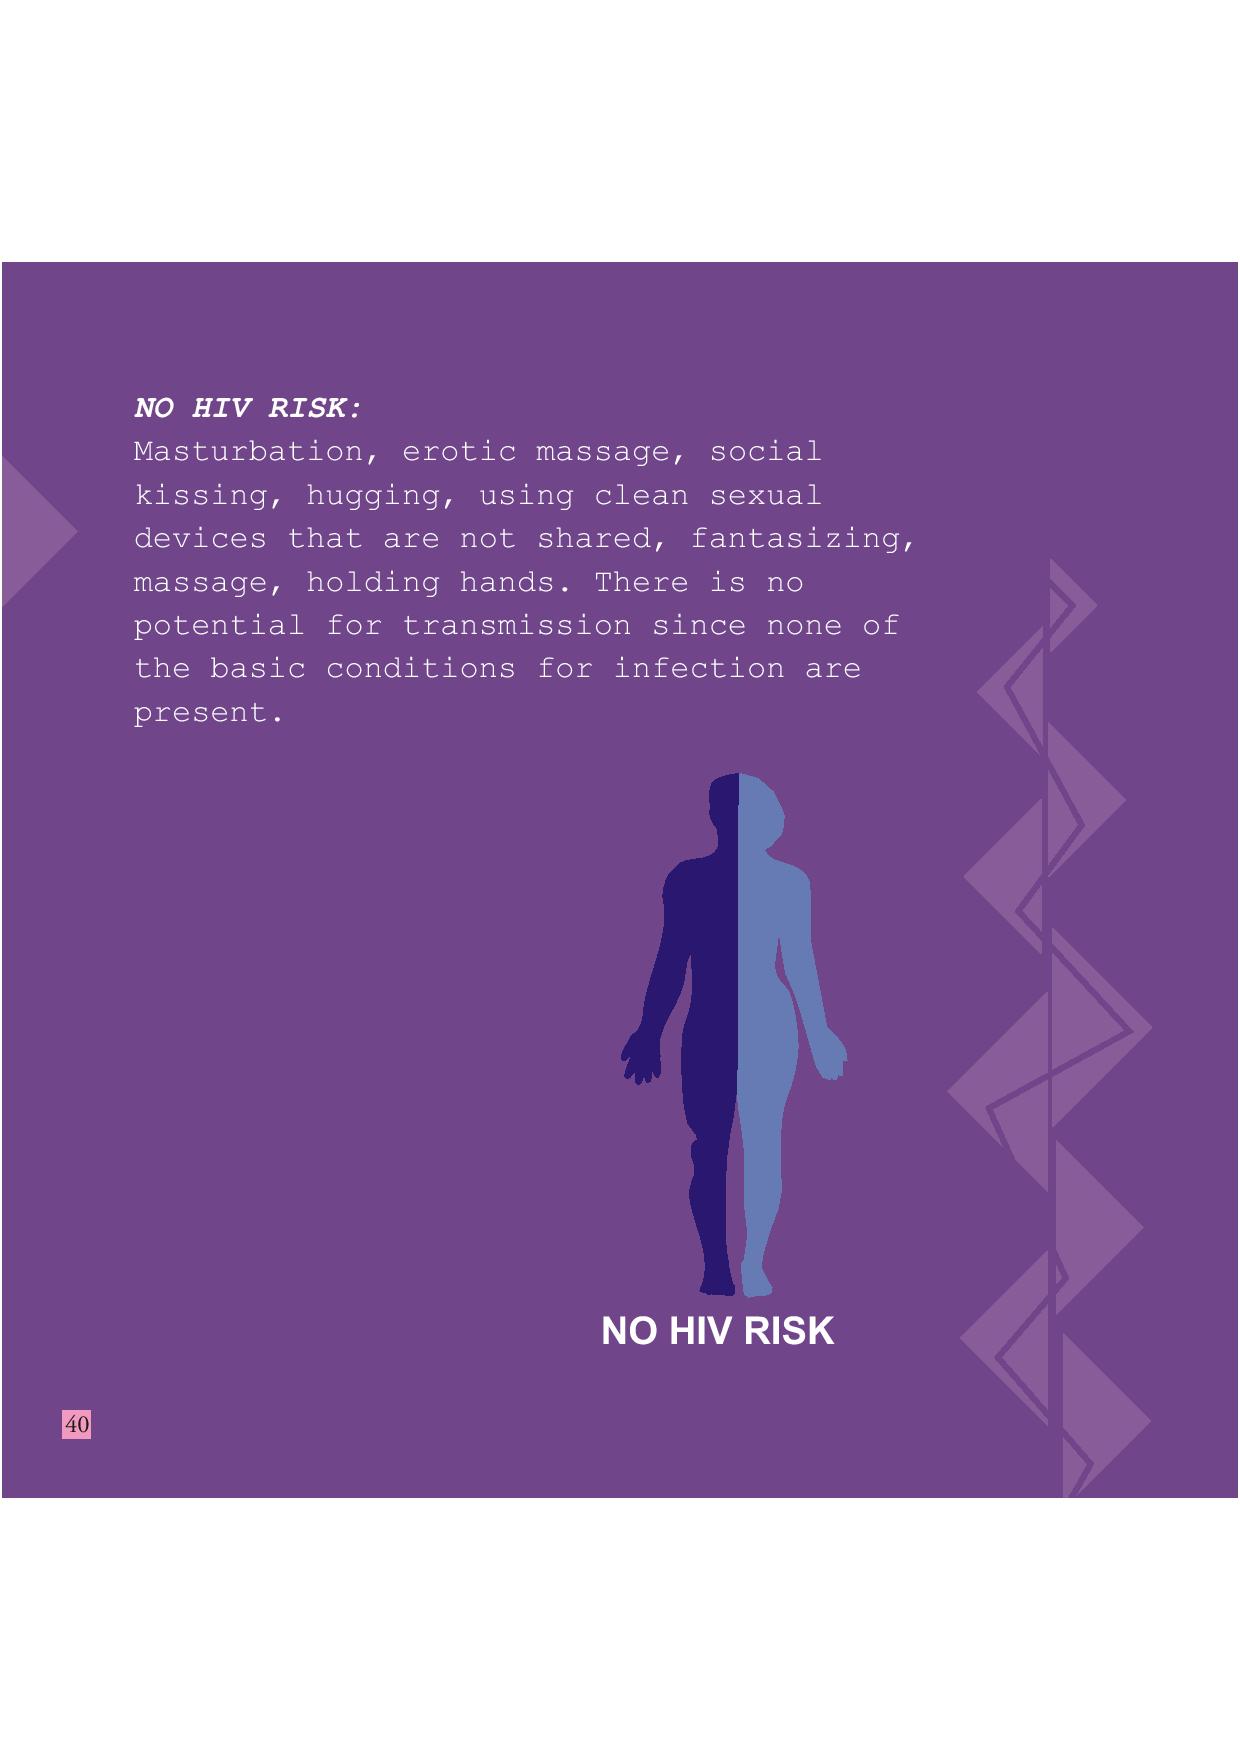 NO HIV RISK:
Masturbation, erotic massage, social
kissing, hugging, using clean sexual
devices that are not shared, fantasizing,
massage, holding hands. There is no
potential for transmission since none of
the basic conditions for infection are
present.
NO HIV RISK
40